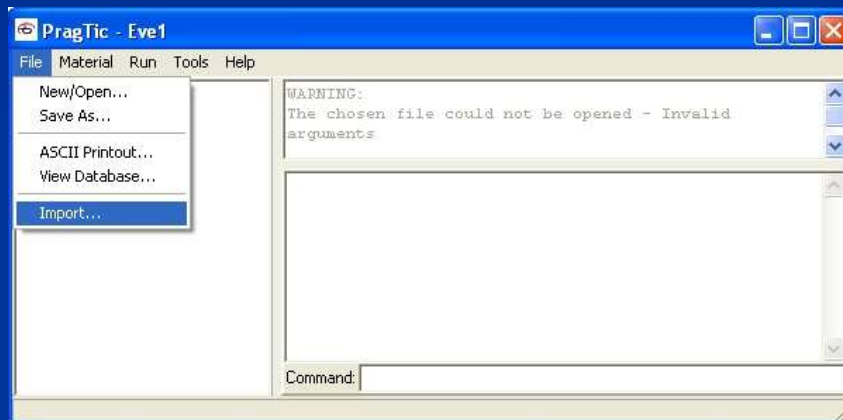 PragTic - Eve1
File Material Run Tools Help
New/Open...
Save As...
ASCII Printout...
View Database...
Import...
WARNING:
The chosen file could not be opened - Invalid
arguments
Command: